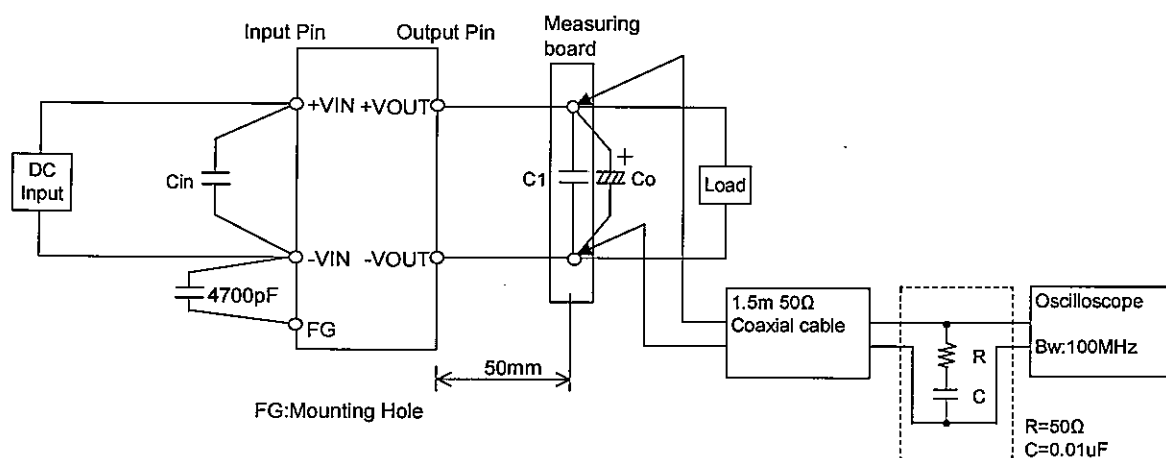 Input Pin
Output Pin
Measuring
board
+VIN
+VOUT
DC
Input
Cin
C1
+
Co
Load
-VIN
-VOUT
4700pF
FG
50mm
FG:Mounting Hole
1.5m 50Ω
Coaxial cable
R
C
Oscilloscope
Bw:100MHz
R=50Ω
C=0.01uF